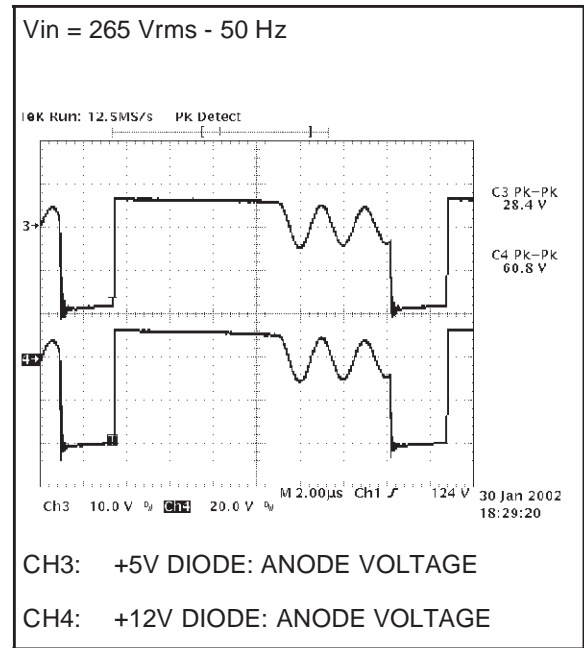 Vin = 265 Vrms - 50 Hz
Tek Run: 12.5MS/s Pk Detect
C3 Pk–Pk
28.4 V
3→
C4 Pk–Pk
60.8 V
4→
T
M 2.00µs Ch1 124 V
Ch3 10.0 V Ch4 20.0 V
30 Jan 2002
18:29:20
CH3: +5V DIODE: ANODE VOLTAGE
CH4: +12V DIODE: ANODE VOLTAGE